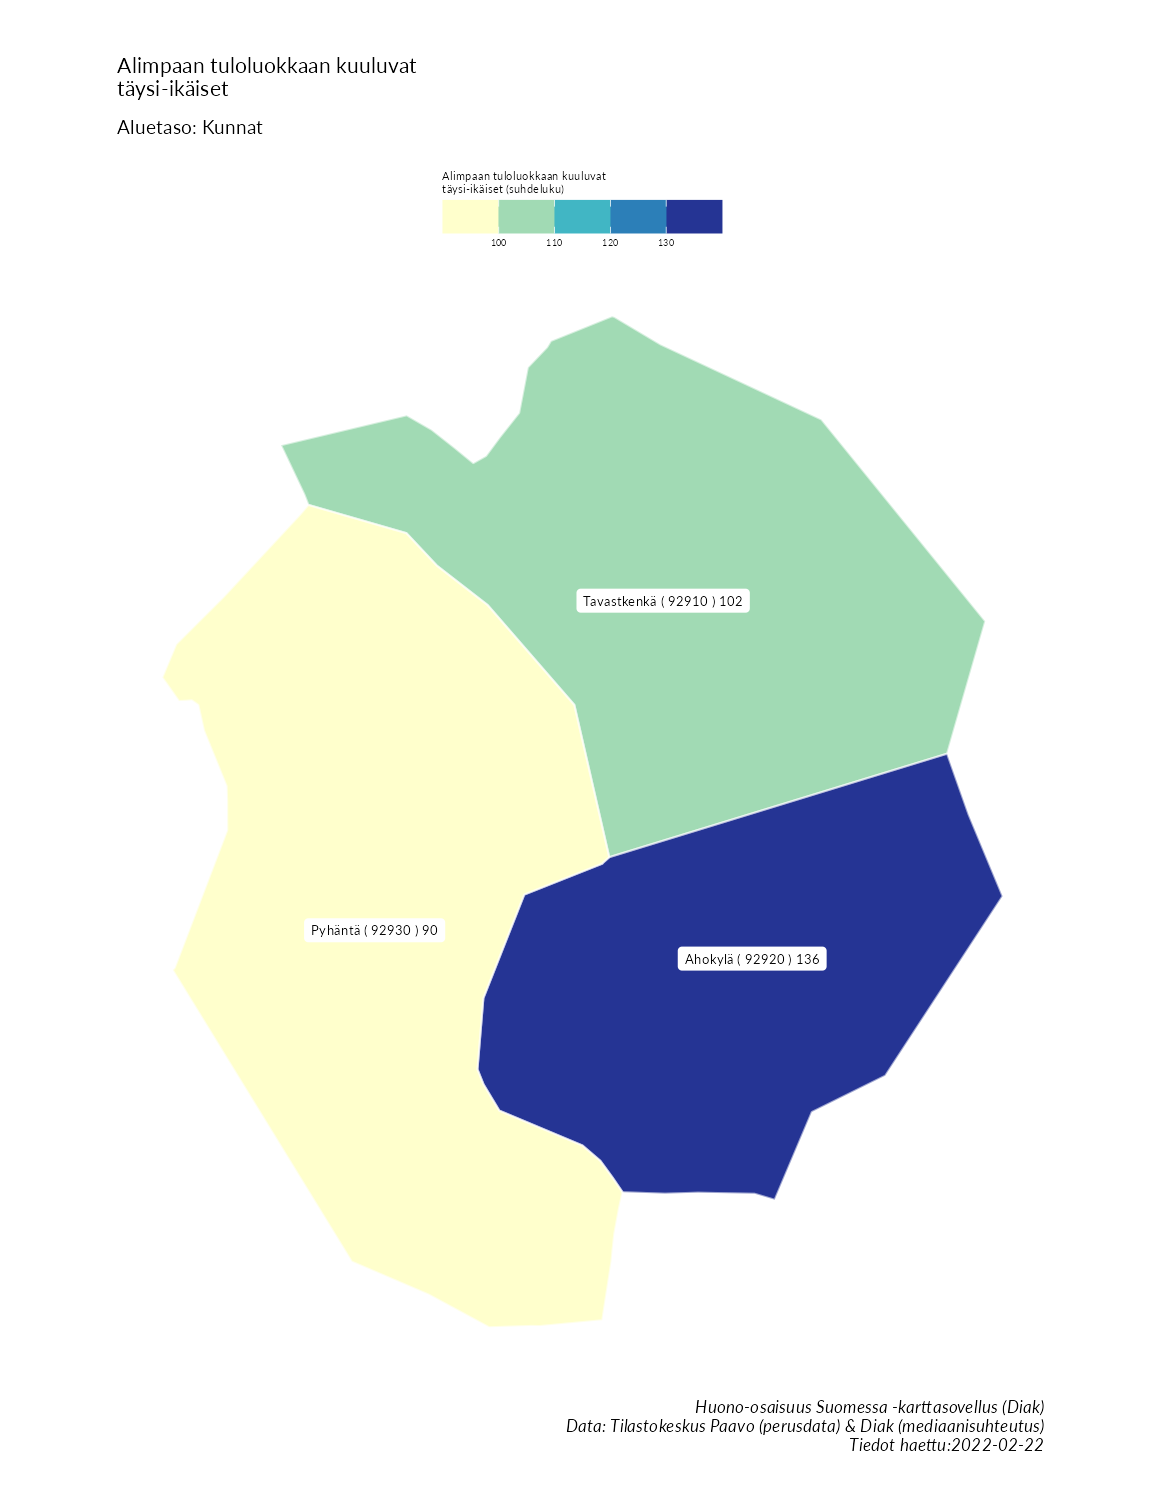 Alimpaan tuloluokkaan kuuluvat
täysi-ikäiset
Aluetaso: Kunnat
Alimpaan tuloluokkaan kuuluvat
täysi-ikäiset (suhdeluku)
100 110 120 130
Tavastkenkä ( 92910 ) 102
Pyhäntä ( 92930 ) 90
Ahokylä ( 92920 ) 136
Huono-osaisuus Suomessa -karttasovellus (Diak)
Data: Tilastokeskus Paavo (perusdata) & Diak (mediaanisuhteutus)
Tiedot haettu:2022-02-22